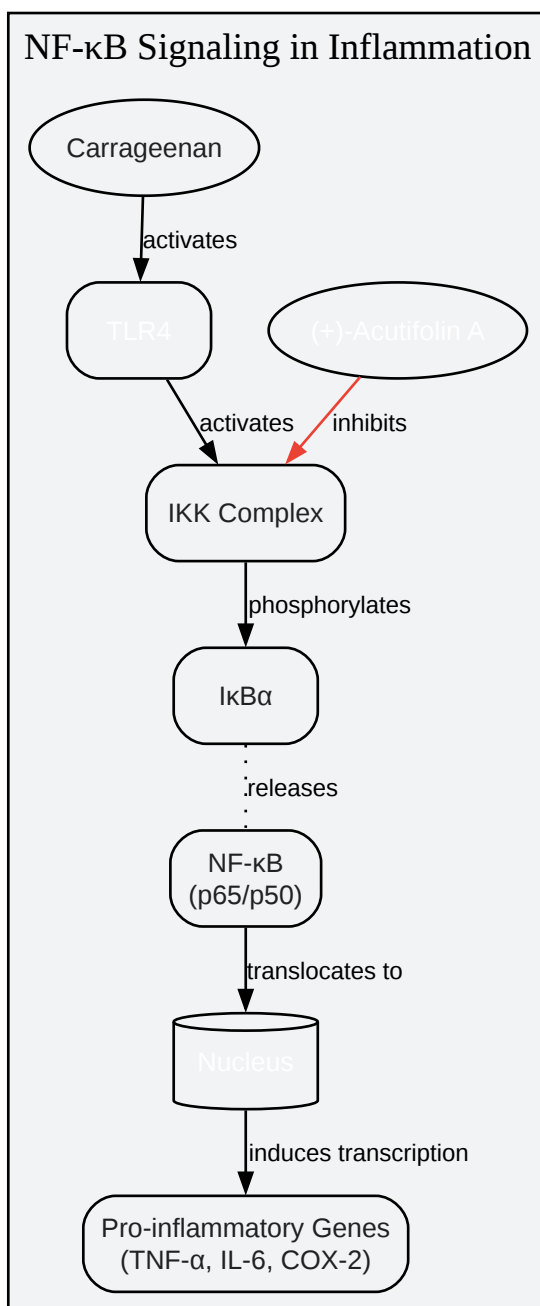 NF-κB Signaling in Inflammation
Carrageenan
activates
TLR4
(+)-Acutifolin A
activates
inhibits
IKK Complex
phosphorylates
IκBα
releases
NF-κB
(p65/p50)
translocates to
Nucleus
induces transcription
Pro-inflammatory Genes
(TNF-α, IL-6, COX-2)